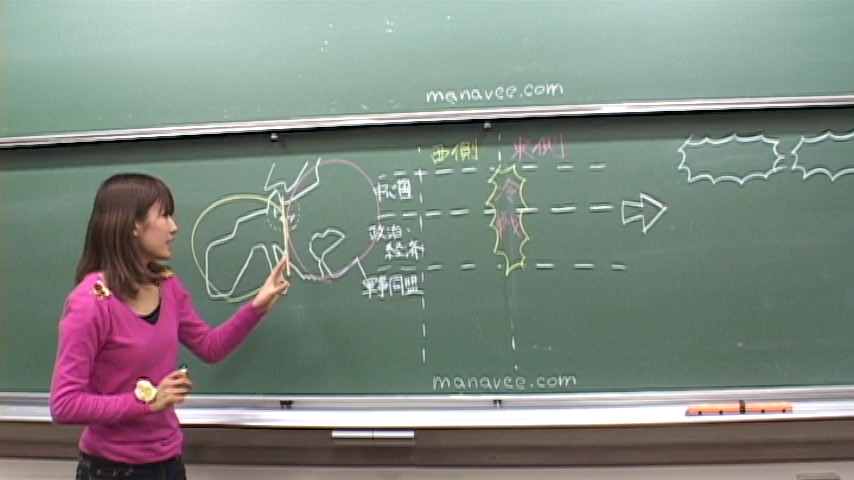 manavee.com
西側 東側
中心国
冷戦
政治・
経済
軍事同盟
manavee.com